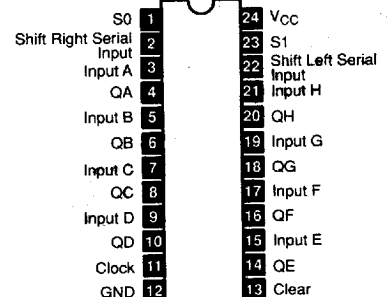 S0 1 24 VCC
Shift Right Serial Input 2 23 S1
Input A 3 22 Shift Left Serial Input
QA 4 21 Input H
Input B 5 20 QH
QB 6 19 Input G
Input C 7 18 QG
QC 8 17 Input F
Input D 9 16 QF
QD 10 15 Input E
Clock 11 14 QE
GND 12 13 Clear